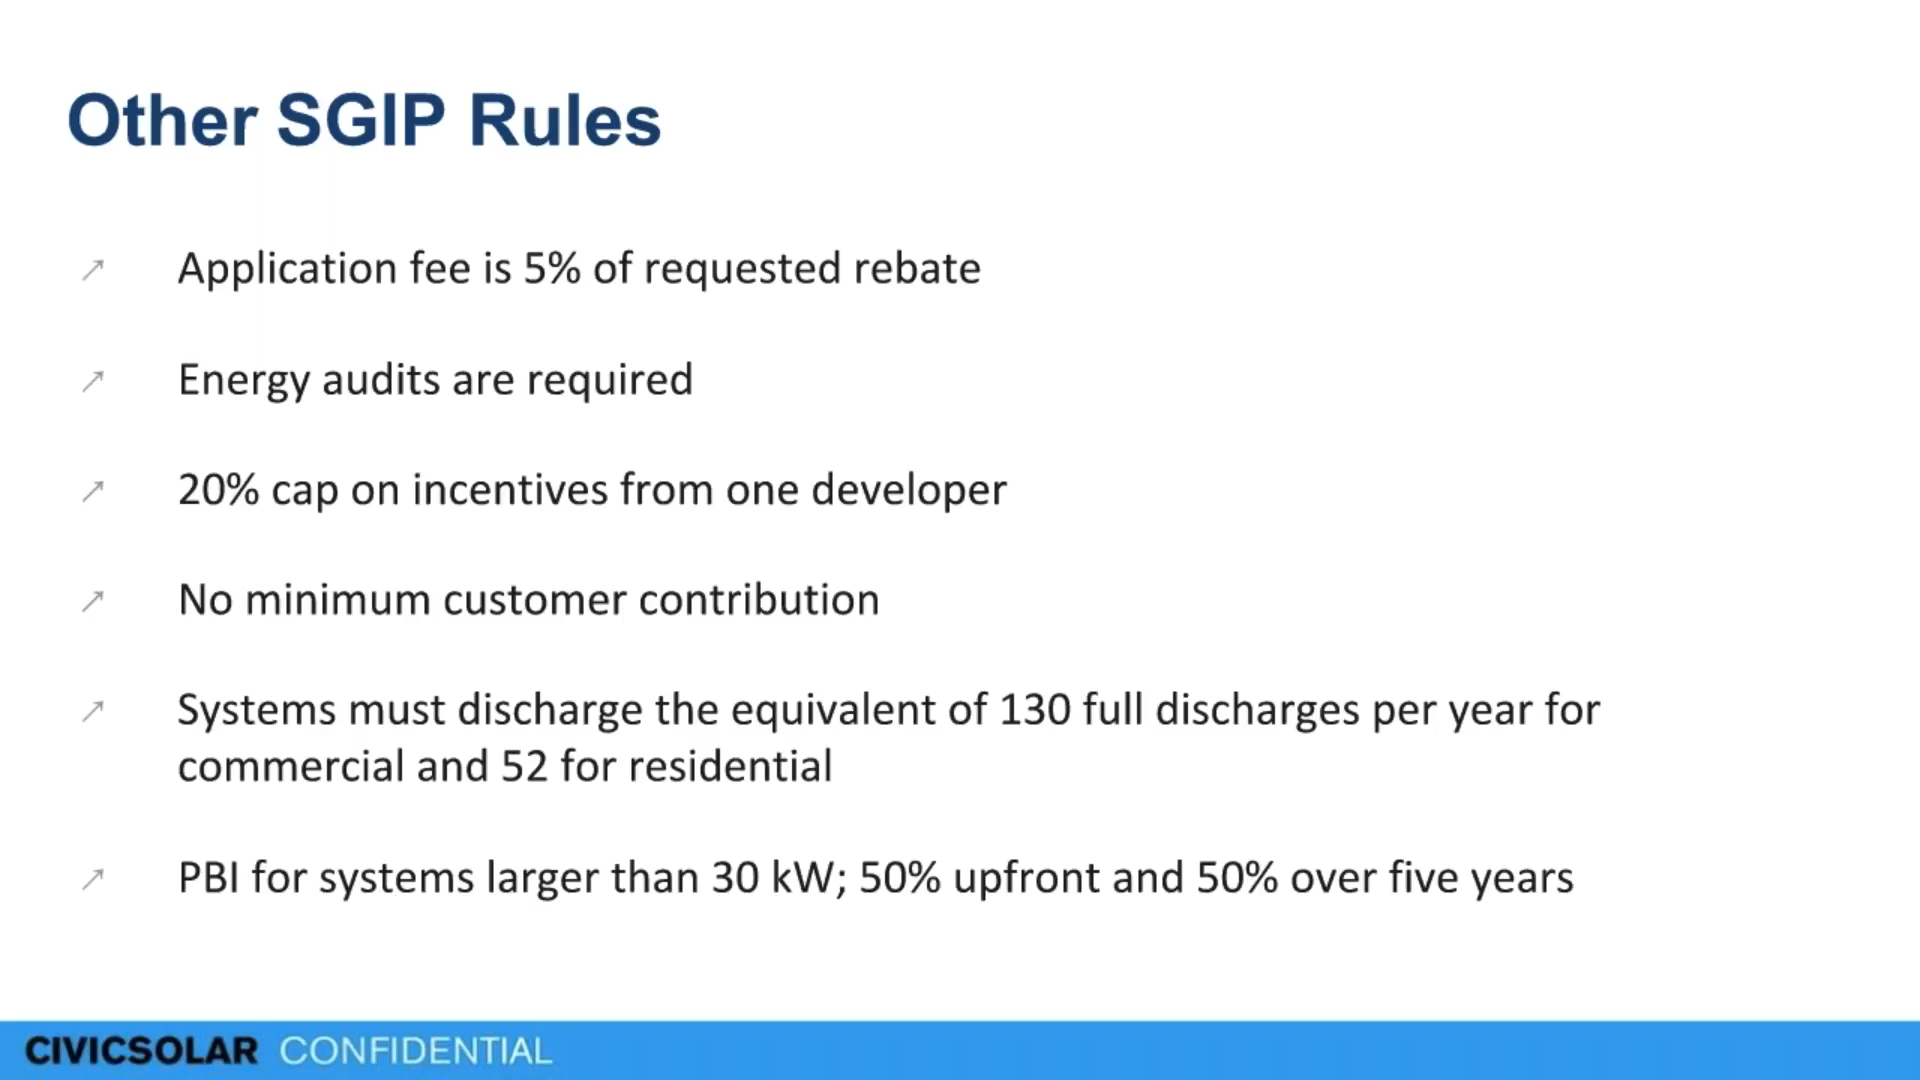 Other SGIP Rules
Application fee is 5% of requested rebate
Energy audits are required
20% cap on incentives from one developer
No minimum customer contribution
Systems must discharge the equivalent of 130 full discharges per year for
commercial and 52 for residential
PBI for systems larger than 30 kW; 50% upfront and 50% over five years
CIVICSOLAR CONFIDENTIAL